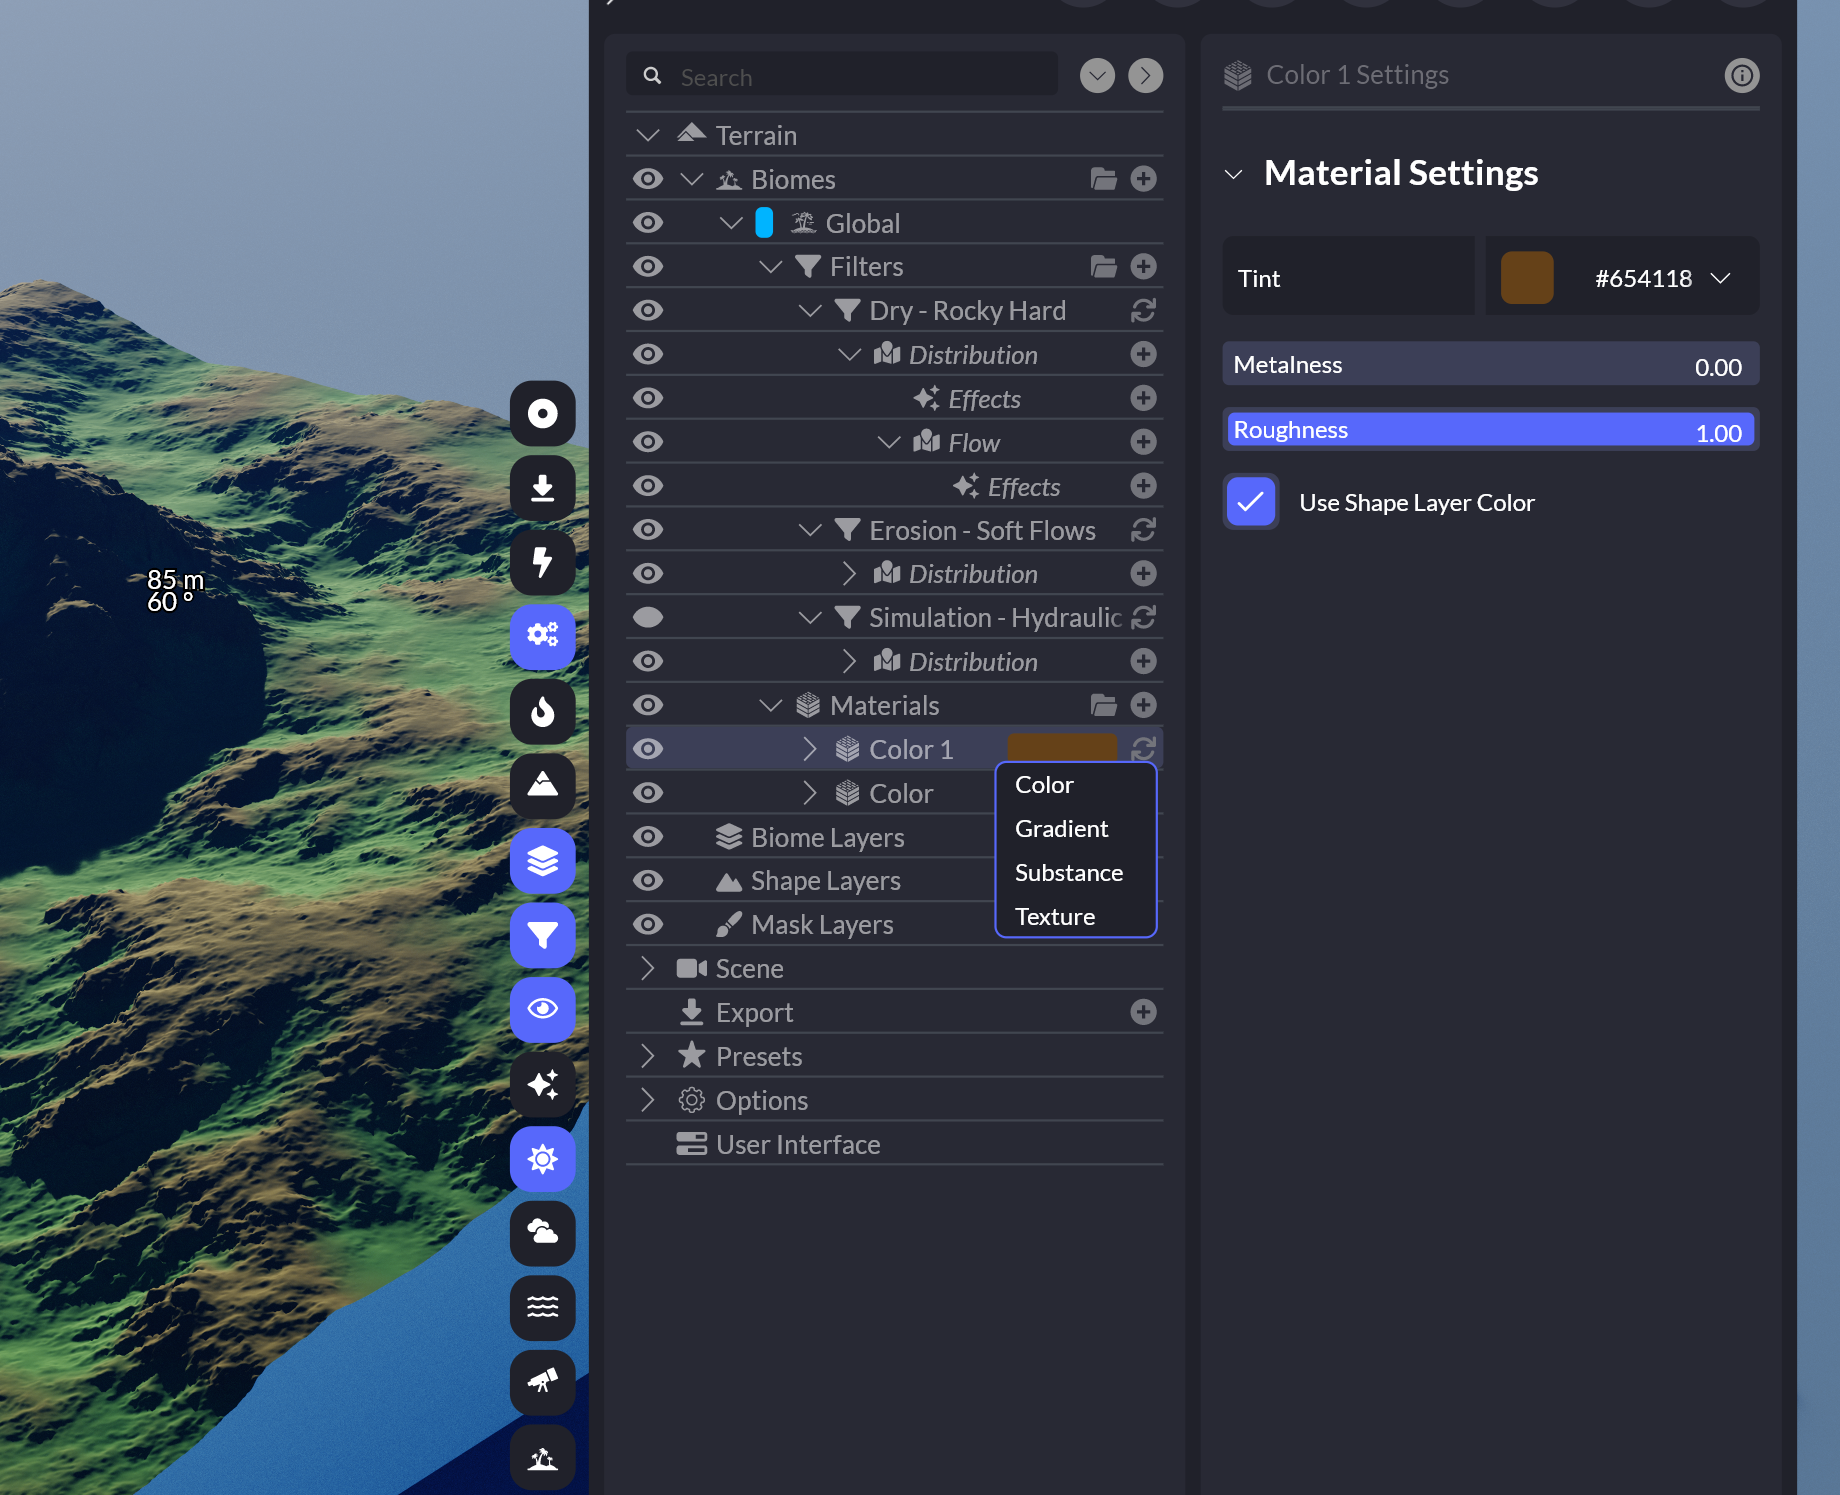 Search
Terrain
Biomes
Global
Filters
Dry - Rocky Hard
Distribution
Effects
Flow
Effects
Erosion - Soft Flows
Distribution
Simulation - Hydraulic
Distribution
Materials
Color 1
Color
Biome Layers
Shape Layers
Mask Layers
Scene
Export
Presets
Options
User Interface
Color
Gradient
Substance
Texture
Color 1 Settings
Material Settings
Tint #654118
Metalness 0.00
Roughness 1.00
Use Shape Layer Color
85 m
60 °